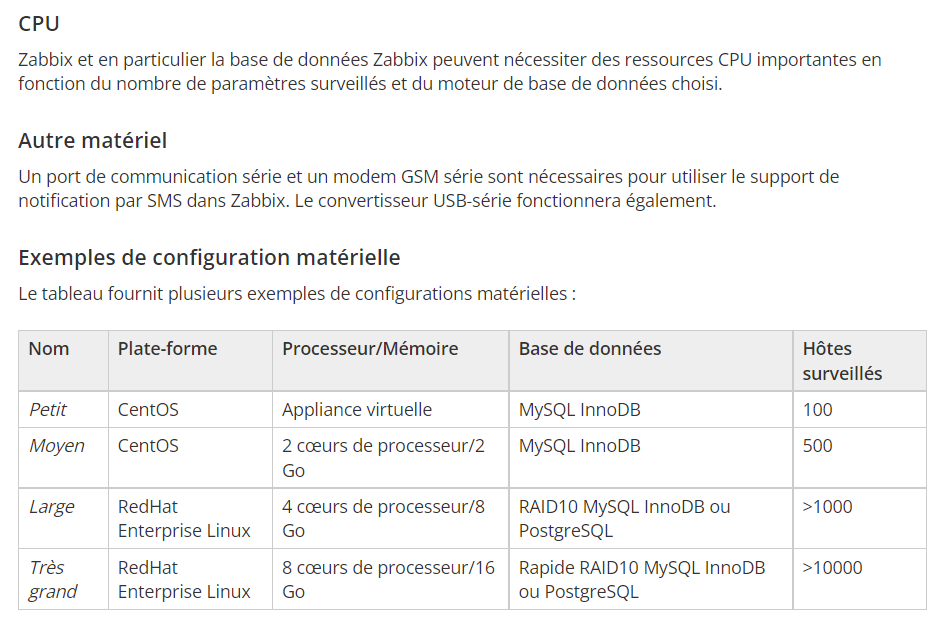 CPU
Zabbix et en particulier la base de données Zabbix peuvent nécessiter des ressources CPU importantes en
fonction du nombre de paramètres surveillés et du moteur de base de données choisi.
Autre matériel
Un port de communication série et un modem GSM série sont nécessaires pour utiliser le support de
notification par SMS dans Zabbix. Le convertisseur USB-série fonctionnera également.
Exemples de configuration matérielle
Le tableau fournit plusieurs exemples de configurations matérielles :
Nom Plate-forme Processeur/Mémoire Base de données Hôtes
surveillés
Petit CentOS Appliance virtuelle MySQL InnoDB 100
Moyen CentOS 2 cœurs de processeur/2 MySQL InnoDB 500
Go
Large RedHat 4 cœurs de processeur/8 RAID10 MySQL InnoDB ou >1000
Enterprise Linux Go PostgreSQL
Très RedHat 8 cœurs de processeur/16 Rapide RAID10 MySQL InnoDB >10000
grand Enterprise Linux Go ou PostgreSQL